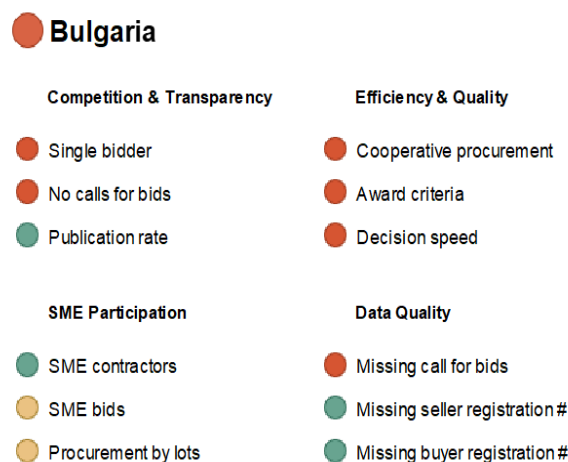 Bulgaria
Competition & Transparency
Single bidder
No calls for bids
Publication rate
Efficiency & Quality
Cooperative procurement
Award criteria
Decision speed
SME Participation
SME contractors
SME bids
Procurement by lots
Data Quality
Missing call for bids
Missing seller registration #
Missing buyer registration #